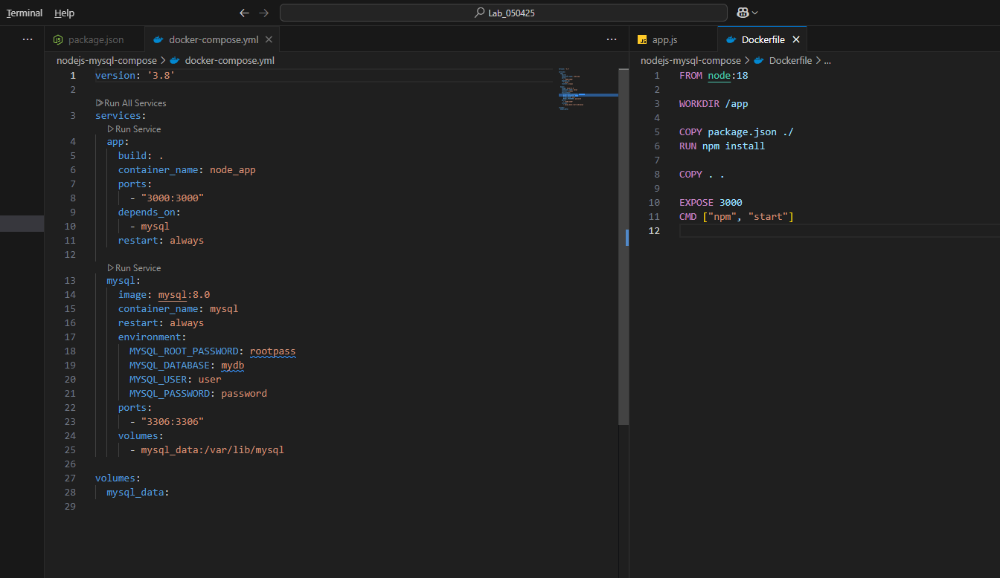 Terminal Help
Lab_050425
package.json docker-compose.yml
nodejs-mysql-compose > docker-compose.yml
1 version: '3.8'
2
Run All Services
3 services:
Run Service
4 app:
5 build: .
6 container_name: node_app
7 ports:
8 - "3000:3000"
9 depends_on:
10 - mysql
11 restart: always
12
Run Service
13 mysql:
14 image: mysql:8.0
15 container_name: mysql
16 restart: always
17 environment:
18 MYSQL_ROOT_PASSWORD: rootpass
19 MYSQL_DATABASE: mydb
20 MYSQL_USER: user
21 MYSQL_PASSWORD: password
22 ports:
23 - "3306:3306"
24 volumes:
25 - mysql_data:/var/lib/mysql
26
27 volumes:
28 mysql_data:
29
JS app.js Dockerfile
nodejs-mysql-compose > Dockerfile > ...
1 FROM node:18
2
3 WORKDIR /app
4
5 COPY package.json ./
6 RUN npm install
7
8 COPY . .
9
10 EXPOSE 3000
11 CMD ["npm", "start"]
12